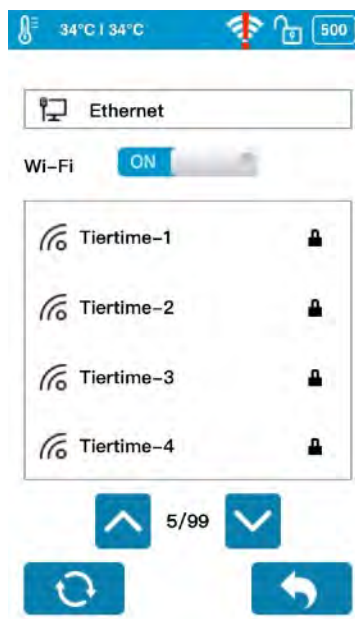 34°C I 34°C 500
Ethernet
Wi-Fi ON
Tiertime-1
Tiertime-2
Tiertime-3
Tiertime-4
5/99